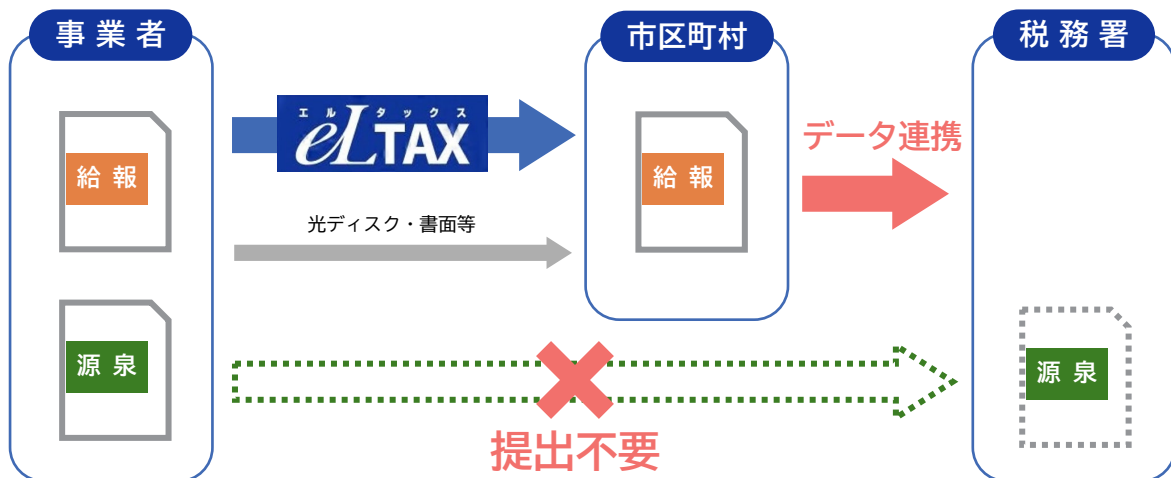 事業者
市区町村
税務署
エルタックス
eLTAX
給報
給報
データ連携
光ディスク・書面等
源泉
源泉
提出不要